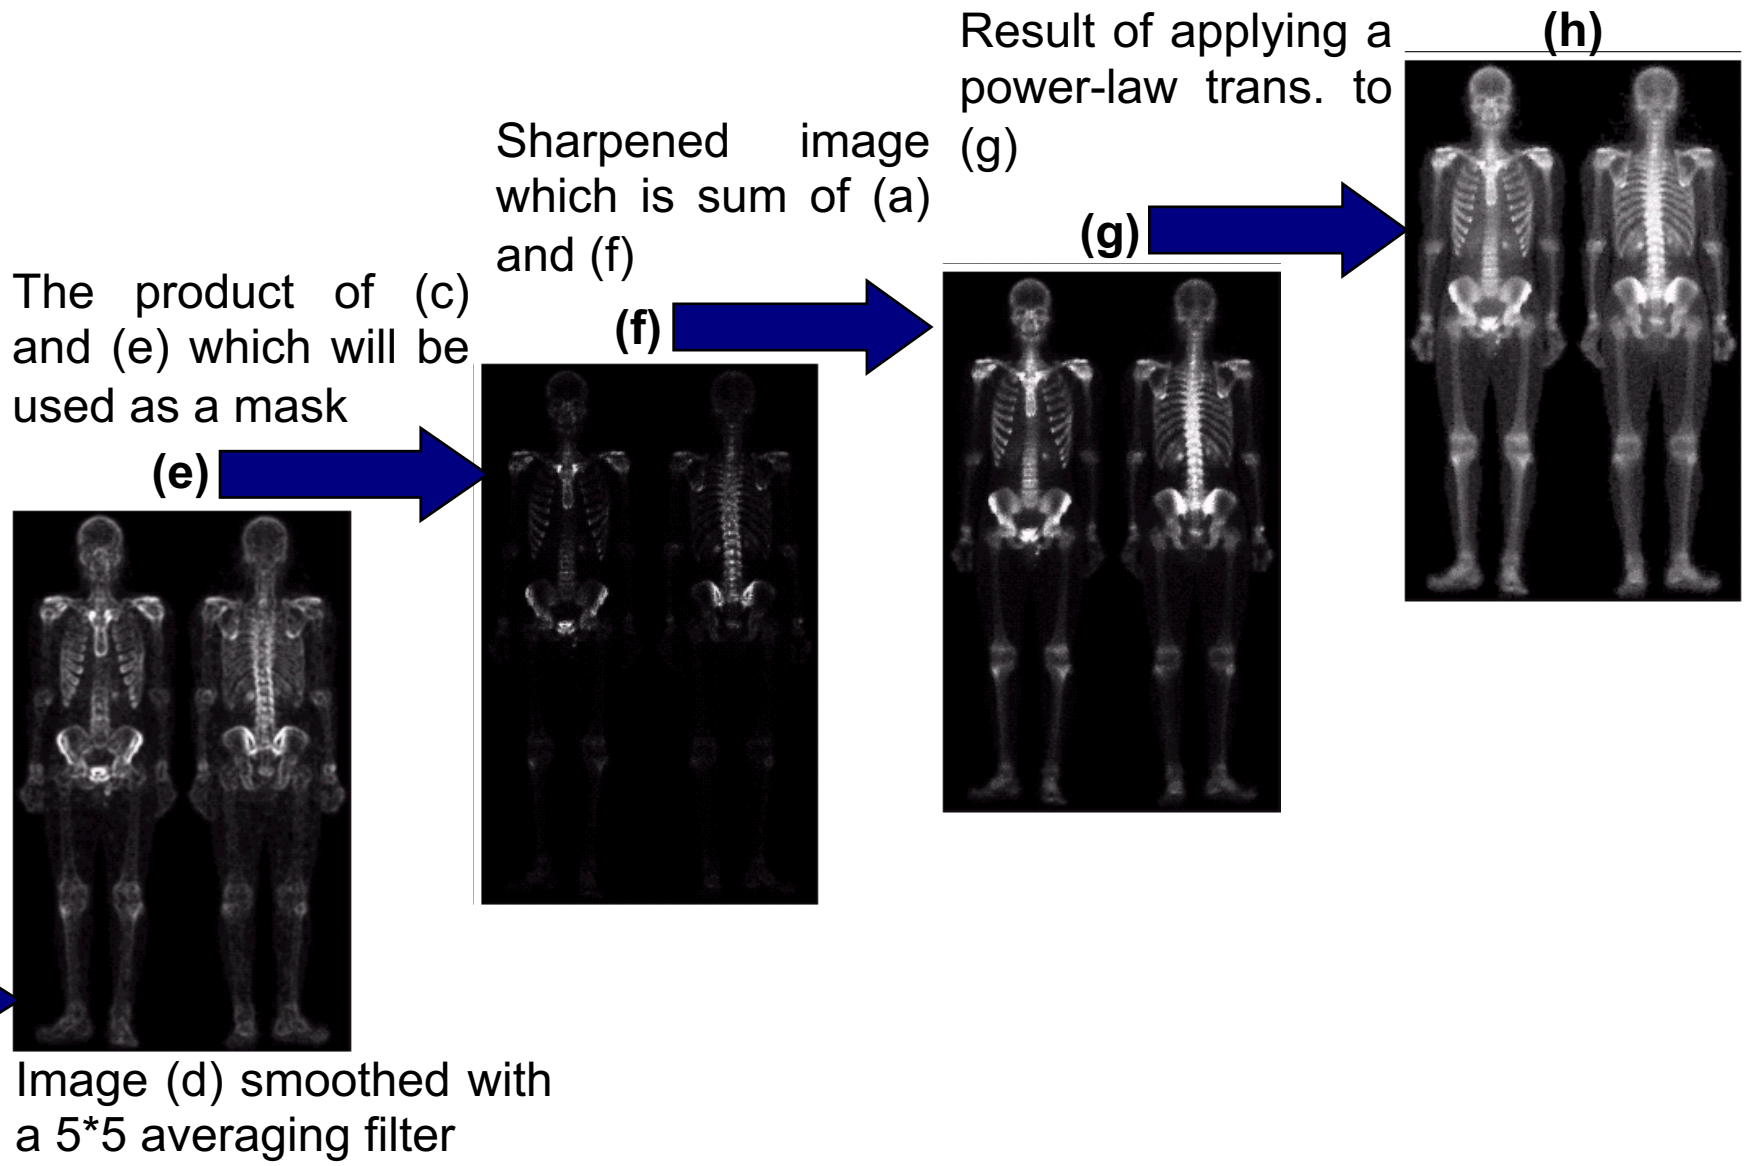 Result of applying a
power-law trans. to
(g)
(h)
Sharpened image
which is sum of (a)
and (f)
(g)
The product of (c)
and (e) which will be
used as a mask
(f)
(e)
Image (d) smoothed with
a 5*5 averaging filter